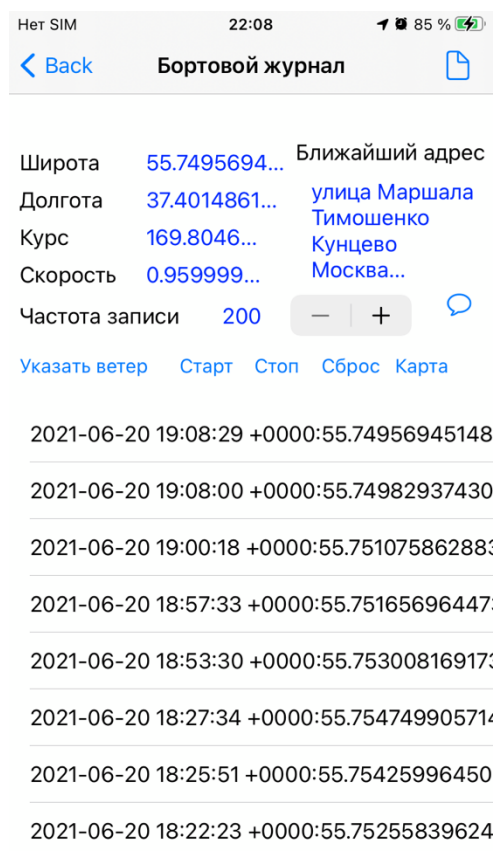 Нет SIM 22:08 85 %
Back Бортовой журнал
Ближайший адрес
Широта 55.7495694...
Долгота 37.4014861...
Курс 169.8046...
Скорость 0.959999...
улица Маршала
Тимошенко
Кунцево
Москва...
Частота записи 200 − +
Указать ветер Старт Стоп Сброс Карта
2021-06-20 19:08:29 +0000:55.74956945148
2021-06-20 19:08:00 +0000:55.74982937430
2021-06-20 19:00:18 +0000:55.751075862883
2021-06-20 18:57:33 +0000:55.751656964473
2021-06-20 18:53:30 +0000:55.753008169173
2021-06-20 18:27:34 +0000:55.754749905714
2021-06-20 18:25:51 +0000:55.75425996450
2021-06-20 18:22:23 +0000:55.75255839624